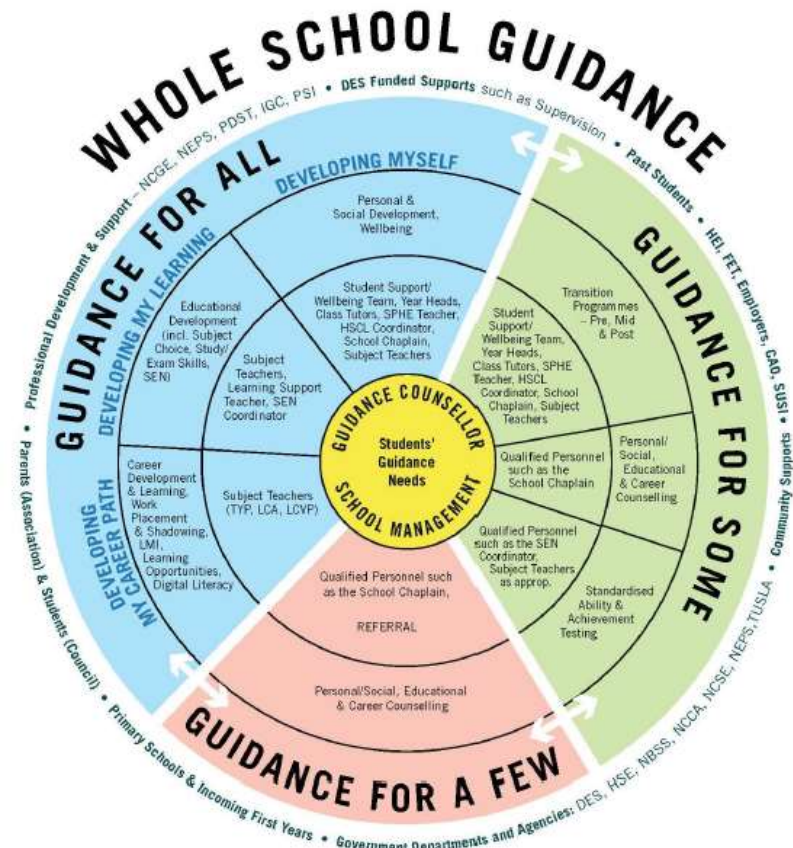 WHOLE SCHOOL GUIDANCE
Parents (Association) & Students (Council) • Professional Development & Support – NCGE, NEPS, PDST, IGC, PSI • DES Funded Supports such as Supervision • Past Students • HEI, FET, Employers, CAO, SUSI • Community Supports
Primary Schools & Incoming First Years • Government Departments and Agencies: DES, HSE, NBSS, NCCA, NCSE, NEPS, TUSLA •
GUIDANCE FOR ALL
DEVELOPING MYSELF
Personal &
Social Development,
Wellbeing
Student Support/
Wellbeing Team, Year Heads,
Class Tutors, SPHE Teacher,
HSCL Coordinator,
School Chaplain,
Subject Teachers
DEVELOPING MY LEARNING
Educational
Development
(incl. Subject
Choice, Study/
Exam Skills,
SEN)
Subject
Teachers,
Learning Support
Teacher, SEN
Coordinator
DEVELOPING
MY CAREER PATH
Career
Development
& Learning,
Work
Placement
& Shadowing,
LMI,
Learning
Opportunities,
Digital Literacy
Subject Teachers
(TYP, LCA, LCVP)
GUIDANCE COUNSELLOR
Students'
Guidance
Needs
SCHOOL MANAGEMENT
GUIDANCE FOR SOME
Transition
Programmes
– Pre, Mid
& Post
Student
Support/
Wellbeing Team,
Year Heads,
Class Tutors, SPHE
Teacher, HSCL
Coordinator, School
Chaplain, Subject
Teachers
Qualified Personnel
such as the
School Chaplain
Personal/
Social,
Educational
& Career
Counselling
Qualified Personnel
such as the SEN
Coordinator,
Subject Teachers
as approp.
Standardised
Ability &
Achievement
Testing
Qualified Personnel such
as the School Chaplain,
REFERRAL
Personal/Social, Educational
& Career Counselling
GUIDANCE FOR A FEW